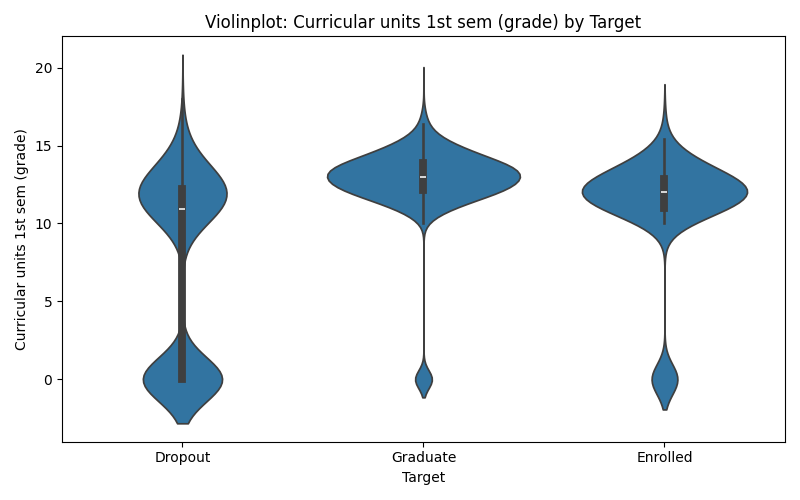 Violinplot: Curricular units 1st sem (grade) by Target
Curricular units 1st sem (grade)
20
15
10
5
0
Dropout
Graduate
Enrolled
Target